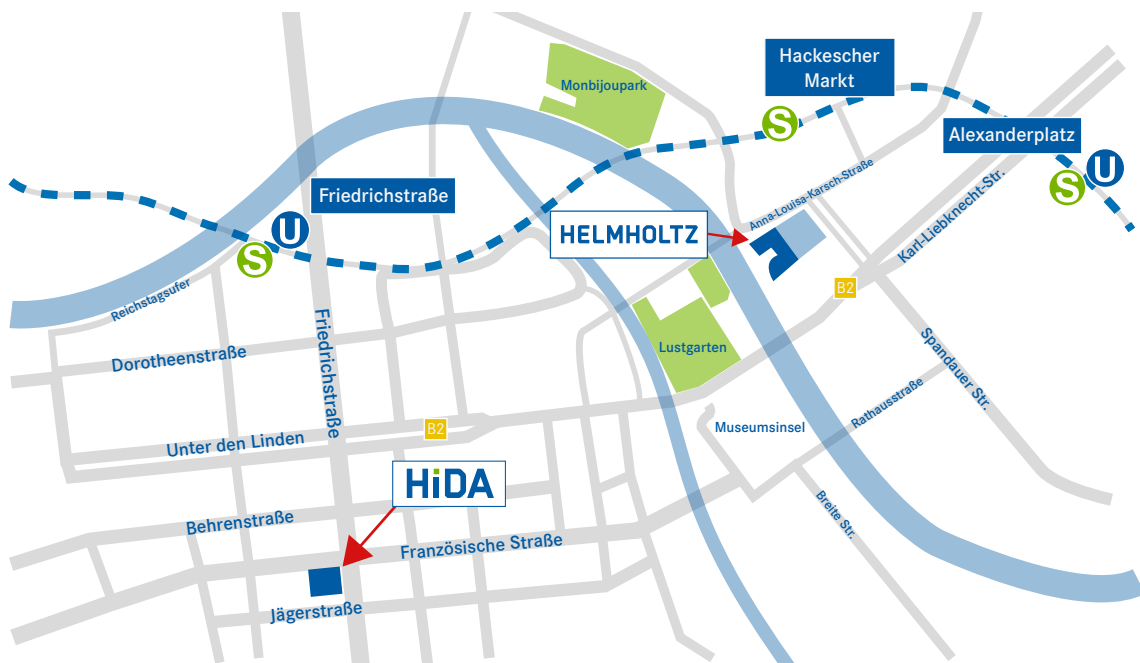 Hackescher
Markt
Monbijoupark
S
Alexanderplatz
S
U
Friedrichstraße
U
S
Anna-Louisa-Karsch-Straße
Karl-Liebknecht-Str.
HELMHOLTZ
B2
Reichstagsufer
Friedrichstraße
Dorotheenstraße
Lustgarten
Spandauer Str.
Rathausstraße
Unter den Linden
B2
Museumsinsel
HiDA
Breite Str.
Behrenstraße
Französische Straße
Jägerstraße